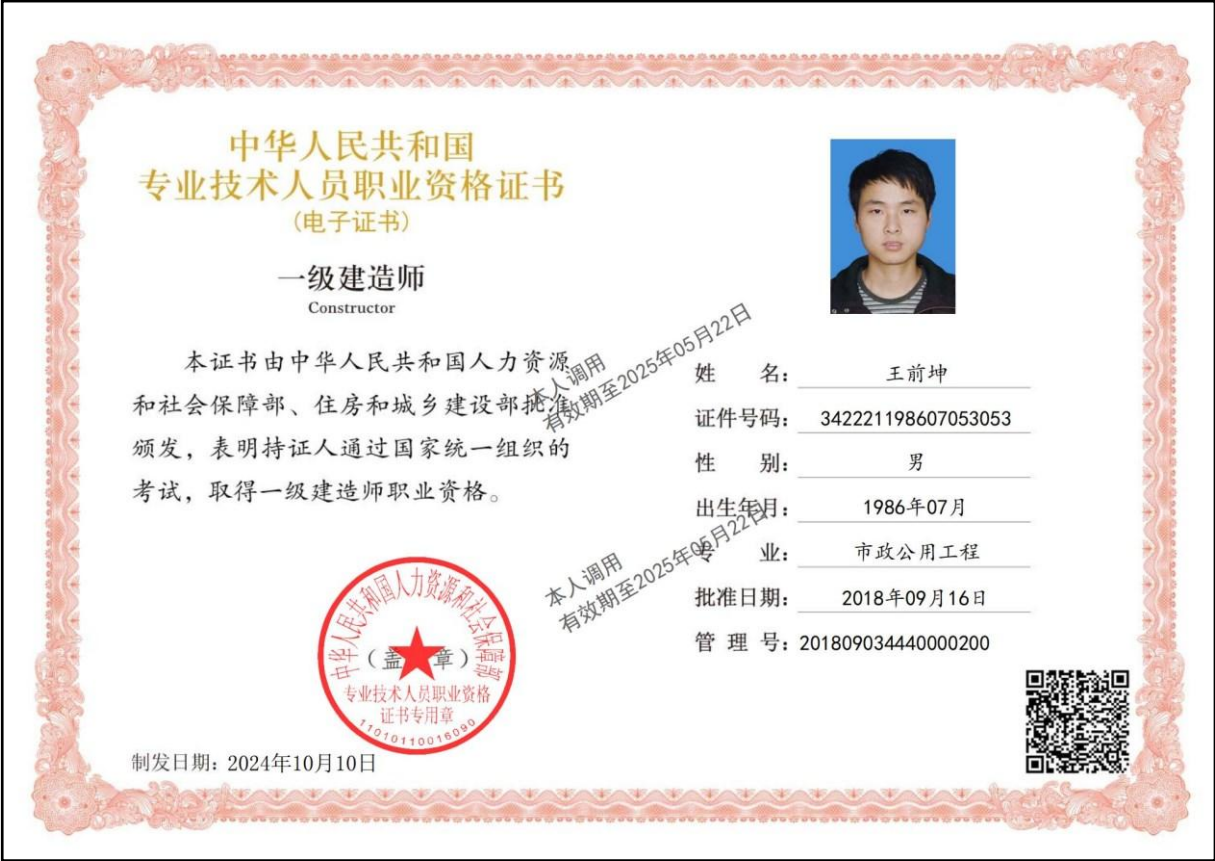 中华人民共和国
专业技术人员职业资格证书
(电子证书)
一级建造师
Constructor
本证书由中华人民共和国人力资源
和社会保障部、住房和城乡建设部批准
颁发，表明持证人通过国家统一组织的
考试，取得一级建造师职业资格。
本人调用
有效期至2025年05月22日
姓 名： 王前坤
证件号码： 342221198607053053
性 别： 男
出生年月： 1986年07月
专 业： 市政公用工程
批准日期： 2018年09月16日
管 理 号：201809034440000200
本人调用
有效期至2025年05月22日
中华人民共和国人力资源和社会保障部
（盖 章）
专业技术人员职业资格
证书专用章
11010110016090
制发日期：2024年10月10日